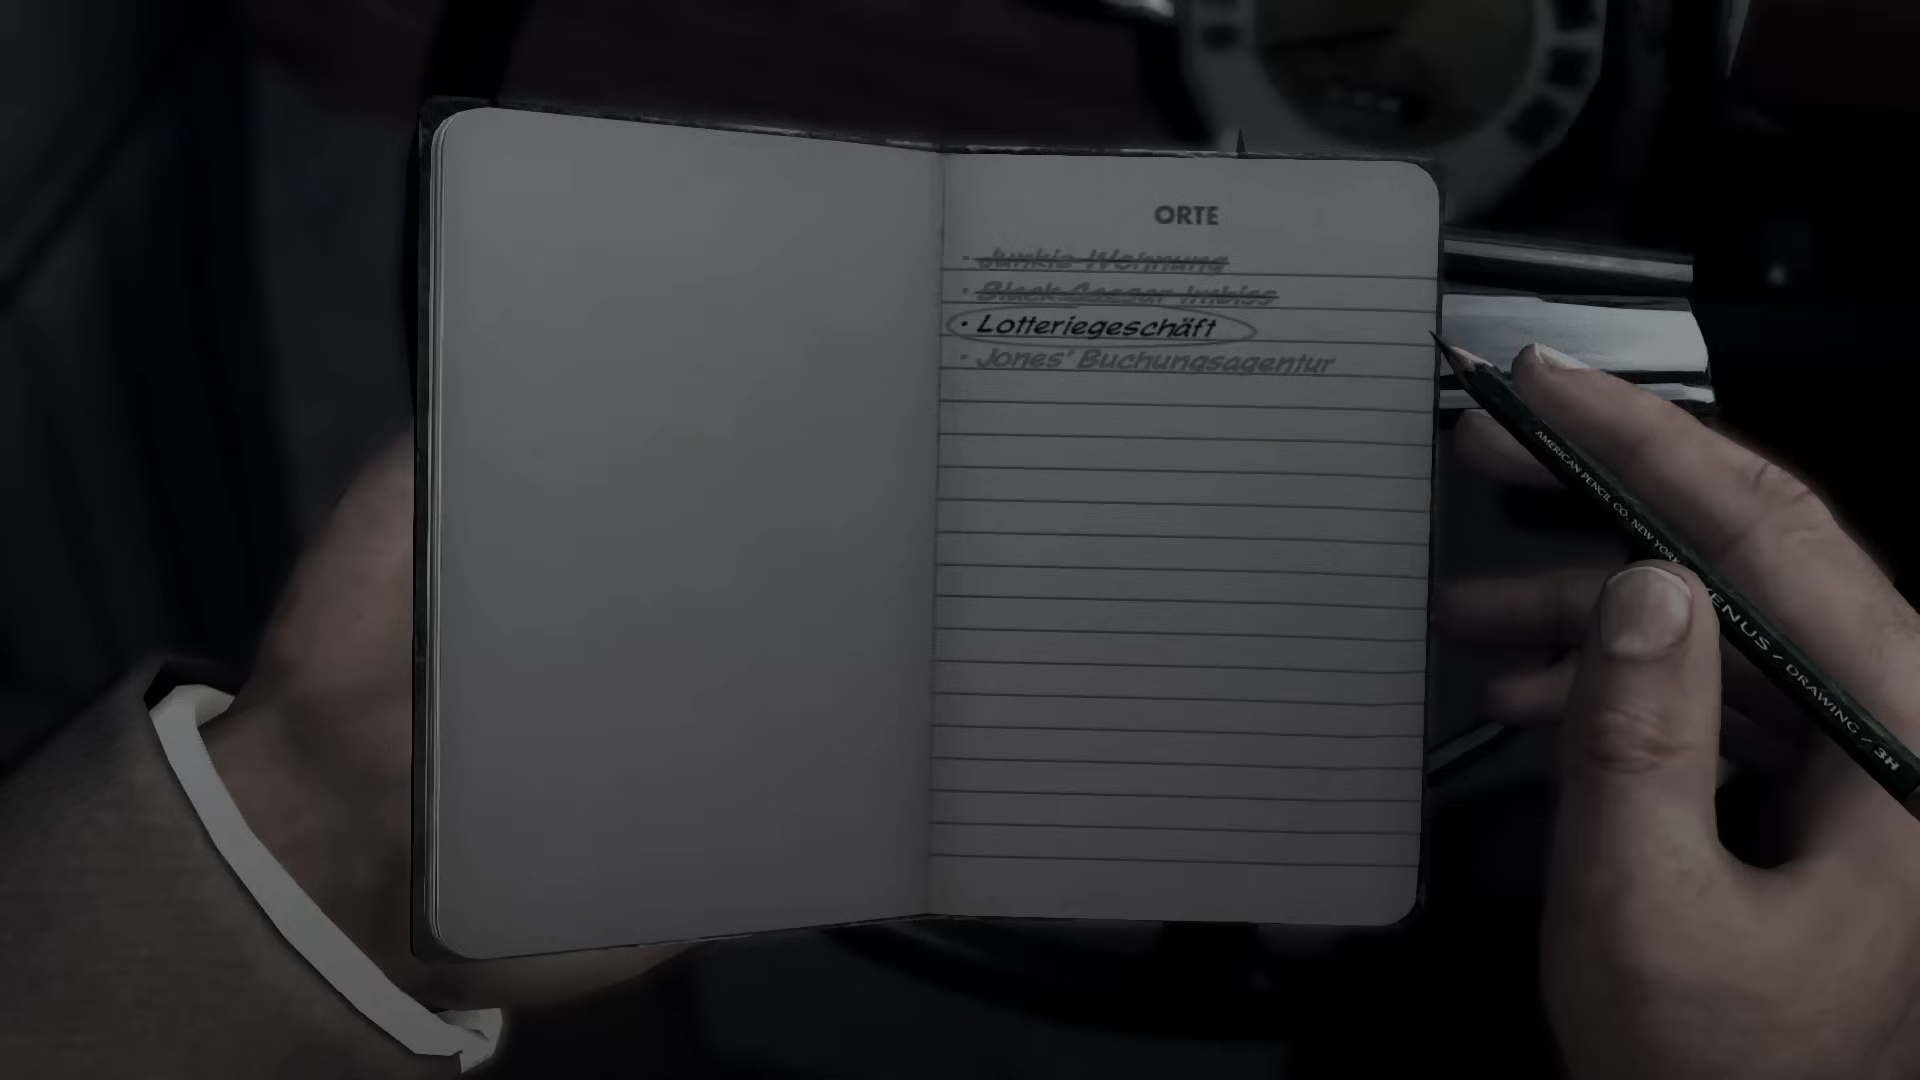 ORTE
· Junkie-Wohnung
· Black-Caesar-Imbiss
· Lotteriegeschäft
· Jones' Buchungsagentur
AMERICAN PENCIL CO. NEW YORK
VENUS / DRAWING / 3H